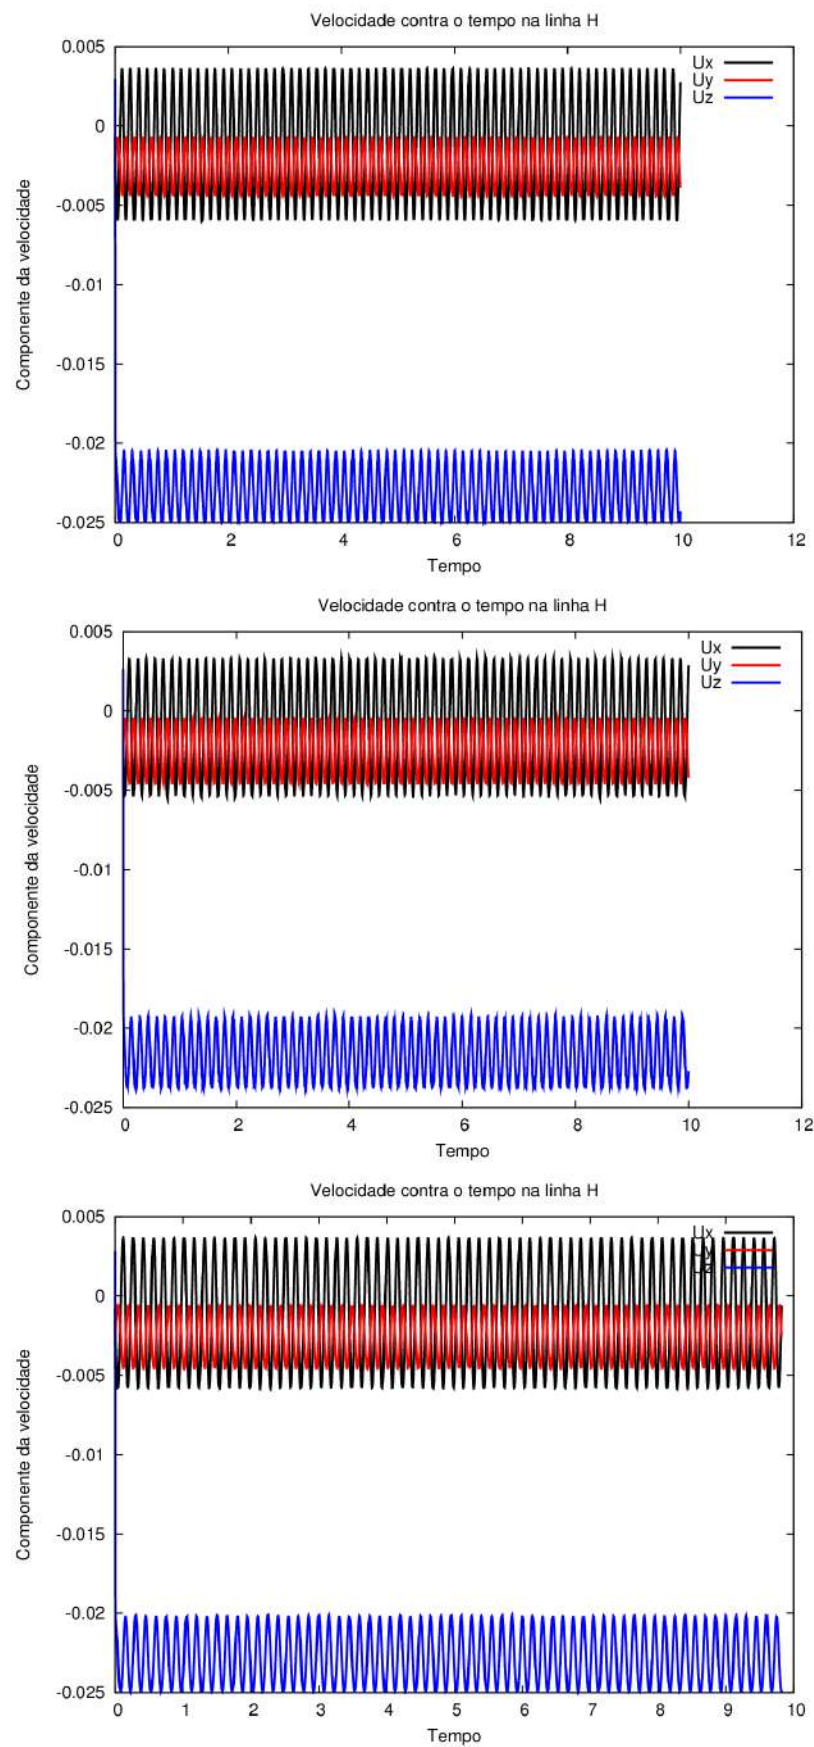 Velocidade contra o tempo na linha H
0.005
0
-0.005
-0.01
-0.015
-0.02
-0.025
Componente da velocidade
Ux
Uy
Uz
0 2 4 6 8 10 12
Tempo
Velocidade contra o tempo na linha H
0.005
0
-0.005
-0.01
-0.015
-0.02
-0.025
Componente da velocidade
Ux
Uy
Uz
0 2 4 6 8 10 12
Tempo
Velocidade contra o tempo na linha H
0.005
0
-0.005
-0.01
-0.015
-0.02
-0.025
Componente da velocidade
Ux
Uy
Uz
0 1 2 3 4 5 6 7 8 9 10
Tempo